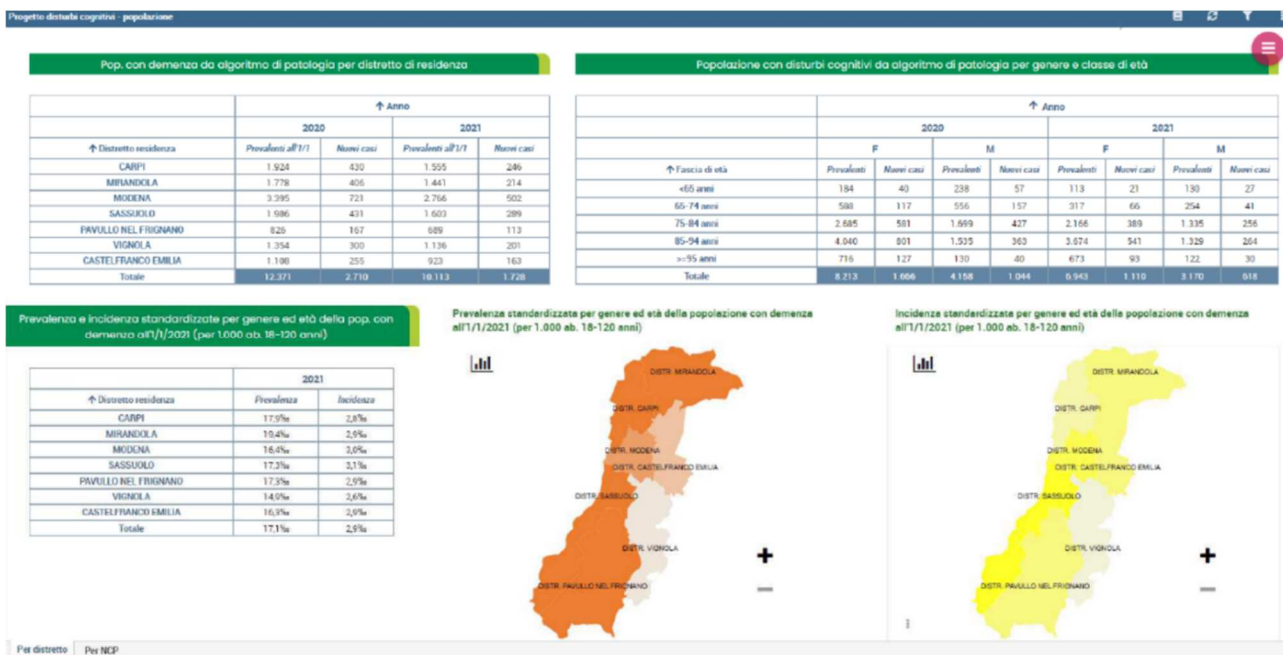 Progetto disturbi cognitivi - popolazione
Pop. con demenza da algoritmo di patologia per distretto di residenza
↑ Anno
2020 2021
↑ Distretto residenza Prevalenti all'1/1 Nuovi casi Prevalenti all'1/1 Nuovi casi
CARPI 1.924 430 1.555 246
MIRANDOLA 1.778 406 1.441 214
MODENA 3.395 721 2.766 502
SASSUOLO 1.986 431 1.603 289
PAVULLO NEL FRIGNANO 826 167 689 113
VIGNOLA 1.354 300 1.136 201
CASTELFRANCO EMILIA 1.108 255 923 163
Totale 12.371 2.710 10.113 1.728
Popolazione con disturbi cognitivi da algoritmo di patologia per genere e classe di età
↑ Anno
2020 2021
F M F M
↑ Fascia di età Prevalenti Nuovi casi Prevalenti Nuovi casi Prevalenti Nuovi casi Prevalenti Nuovi casi
<65 anni 184 40 238 57 113 21 130 27
65-74 anni 588 117 556 157 317 66 254 41
75-84 anni 2.685 581 1.699 427 2.166 389 1.335 256
85-94 anni 4.040 801 1.535 363 3.674 541 1.329 264
>=95 anni 716 127 130 40 673 93 122 30
Totale 8.213 1.666 4.158 1.044 6.943 1.110 3.170 618
Prevalenza e incidenza standardizzate per genere ed età della pop. con
demenza all'1/1/2021 (per 1.000 ab. 18-120 anni)
2021
↑ Distretto residenza Prevalenza Incidenza
CARPI 17,9‰ 2,8‰
MIRANDOLA 19,4‰ 2,9‰
MODENA 16,4‰ 3,0‰
SASSUOLO 17,3‰ 3,1‰
PAVULLO NEL FRIGNANO 17,3‰ 2,9‰
VIGNOLA 14,9‰ 2,6‰
CASTELFRANCO EMILIA 16,3‰ 2,9‰
Totale 17,1‰ 2,9‰
Prevalenza standardizzata per genere ed età della popolazione con demenza
all'1/1/2021 (per 1.000 ab. 18-120 anni)
DISTR. MIRANDOLA
DISTR. CARPI
DISTR. MODENA
DISTR. CASTELFRANCO EMILIA
DISTR. SASSUOLO
DISTR. VIGNOLA
DISTR. PAVULLO NEL FRIGNANO
Incidenza standardizzata per genere ed età della popolazione con demenza
all'1/1/2021 (per 1.000 ab. 18-120 anni)
DISTR. MIRANDOLA
DISTR. CARPI
DISTR. MODENA
DISTR. CASTELFRANCO EMILIA
DISTR. SASSUOLO
DISTR. VIGNOLA
DISTR. PAVULLO NEL FRIGNANO
Per distretto Per NCP